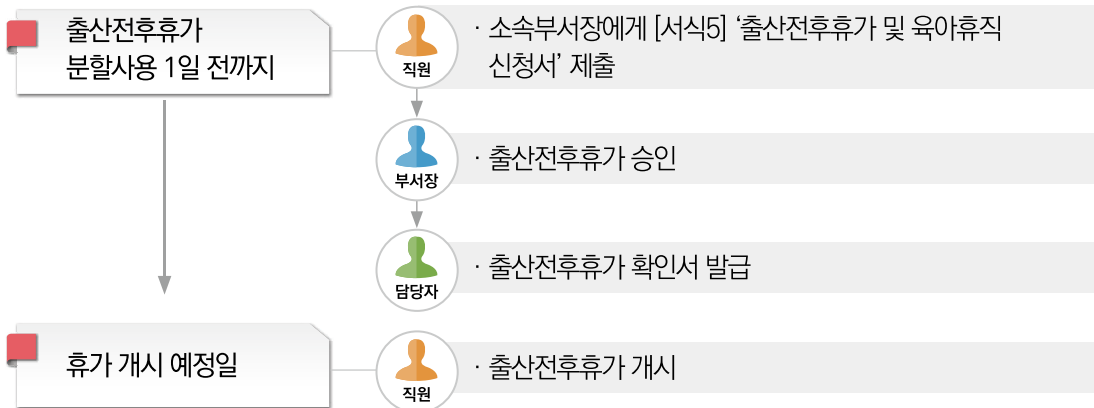 출산전후휴가
분할사용 1일 전까지
직원
· 소속부서장에게 [서식5] ‘출산전후휴가 및 육아휴직
신청서’ 제출
부서장
· 출산전후휴가 승인
담당자
· 출산전후휴가 확인서 발급
휴가 개시 예정일
직원
· 출산전후휴가 개시